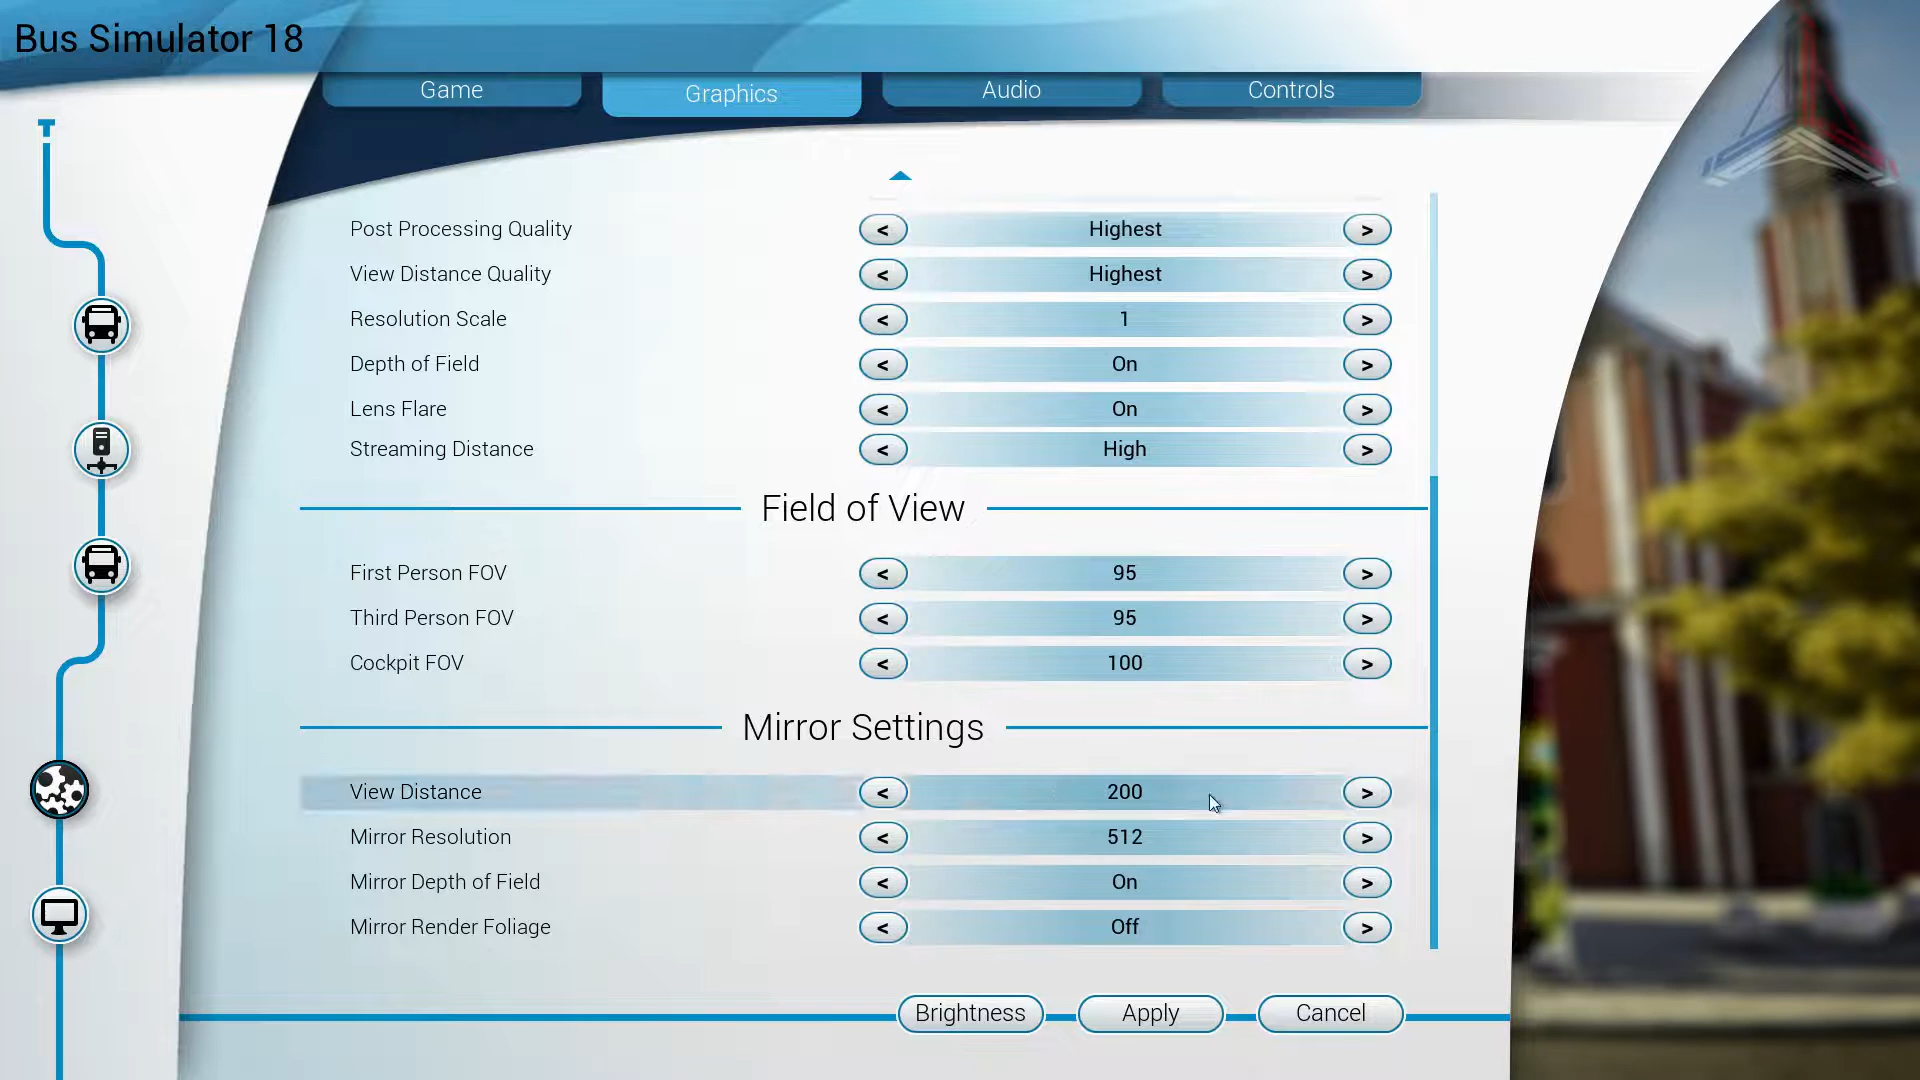 Bus Simulator 18
Game
Graphics
Audio
Controls
Post Processing Quality < Highest >
View Distance Quality < Highest >
Resolution Scale < 1 >
Depth of Field < On >
Lens Flare < On >
Streaming Distance < High >
Field of View
First Person FOV < 95 >
Third Person FOV < 95 >
Cockpit FOV < 100 >
Mirror Settings
View Distance < 200 >
Mirror Resolution < 512 >
Mirror Depth of Field < On >
Mirror Render Foliage < Off >
Brightness
Apply
Cancel